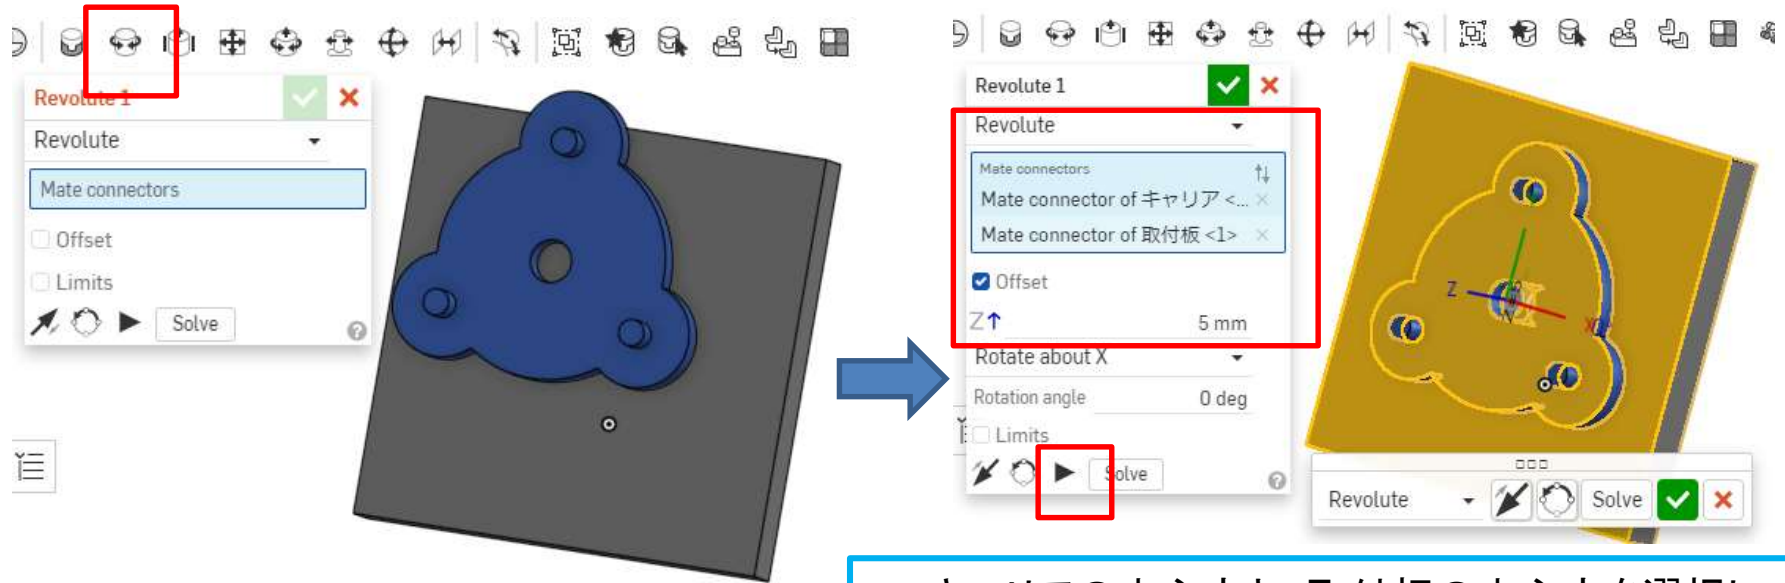 Revolute 1
Revolute
Mate connectors
Offset
Limits
Solve
Revolute 1
Revolute
Mate connectors
Mate connector of キャリア <...
Mate connector of 取付板 <1>
Offset
Z 5 mm
Rotate about X
Rotation angle 0 deg
Limits
Solve
Z
Revolute Solve